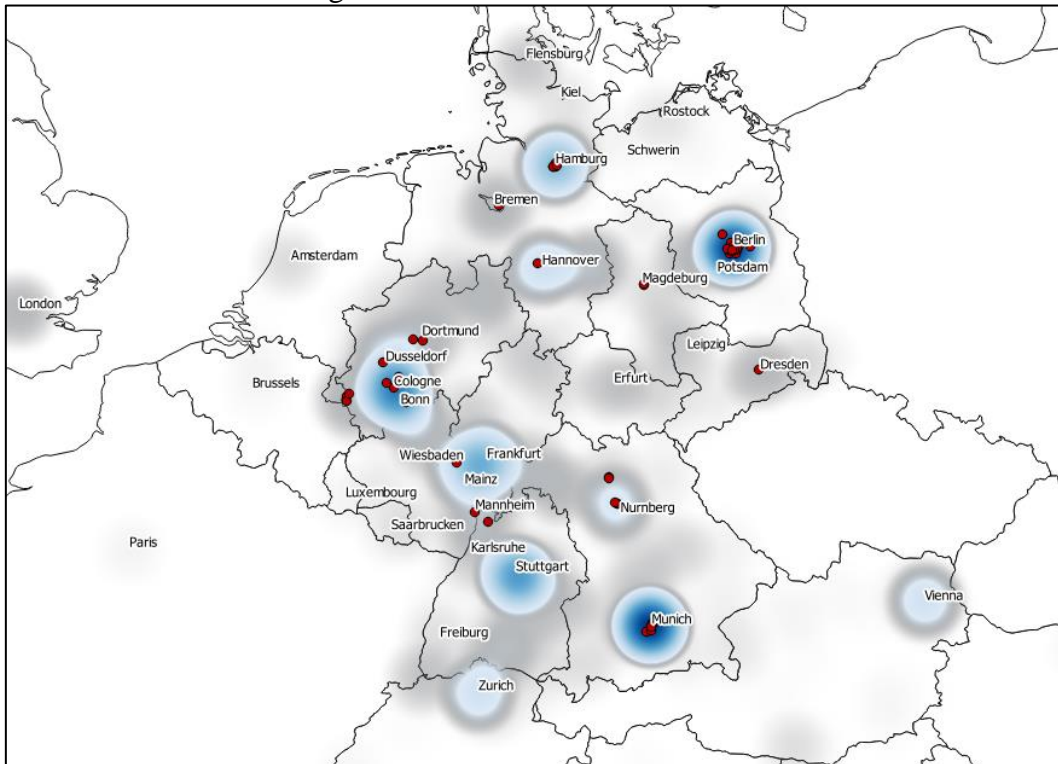 Flensburg
Kiel
Rostock
Schwerin
Hamburg
Bremen
Berlin
Amsterdam
Hannover
Potsdam
Magdeburg
London
Dortmund
Leipzig
Dusseldorf
Dresden
Brussels
Cologne
Erfurt
Bonn
Wiesbaden
Frankfurt
Mainz
Luxembourg
Mannheim
Nurnberg
Saarbrucken
Paris
Karlsruhe
Stuttgart
Vienna
Munich
Freiburg
Zurich